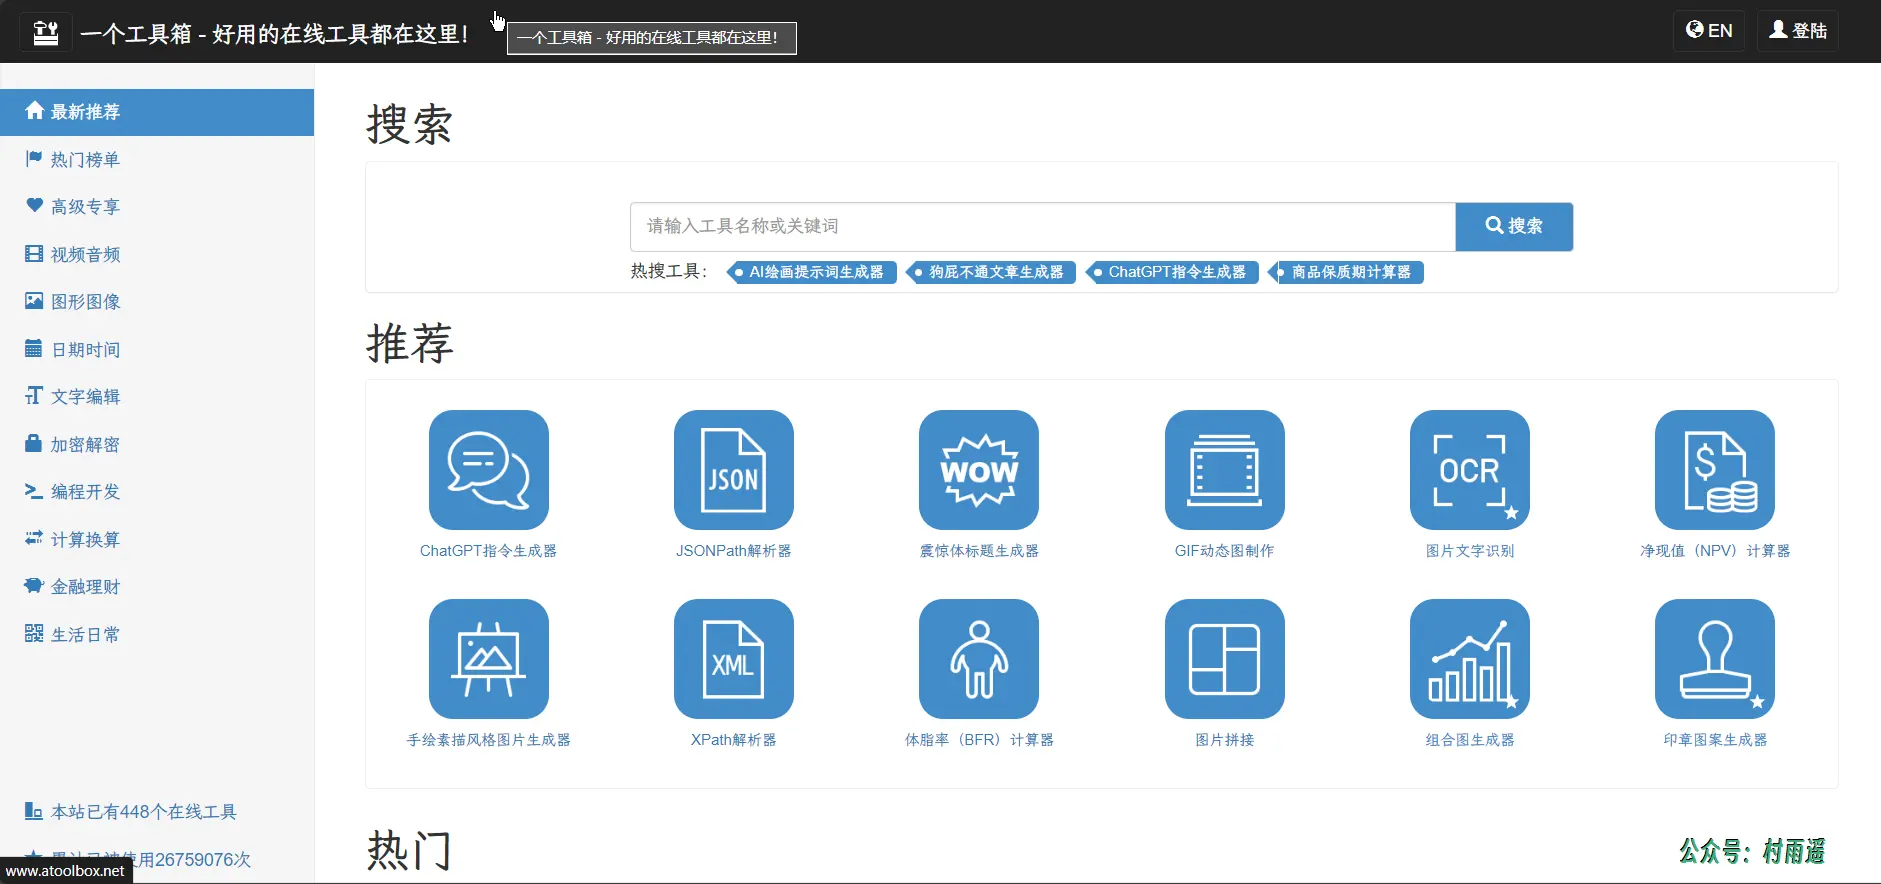 一个工具箱 - 好用的在线工具都在这里！
一个工具箱 - 好用的在线工具都在这里！
EN
登陆
最新推荐
热门榜单
高级专享
视频音频
图形图像
日期时间
文字编辑
加密解密
编程开发
计算换算
金融理财
生活日常
本站已有448个在线工具
使用26759076次
www.atoolbox.net
搜索
请输入工具名称或关键词
搜索
热搜工具：
AI绘画提示词生成器
狗屁不通文章生成器
ChatGPT指令生成器
商品保质期计算器
推荐
JSON
WOW
OCR
ChatGPT指令生成器
JSONPath解析器
震惊体标题生成器
GIF动态图制作
图片文字识别
净现值（NPV）计算器
XML
手绘素描风格图片生成器
XPath解析器
体脂率（BFR）计算器
图片拼接
组合图生成器
印章图案生成器
热门
公众号：村雨遥